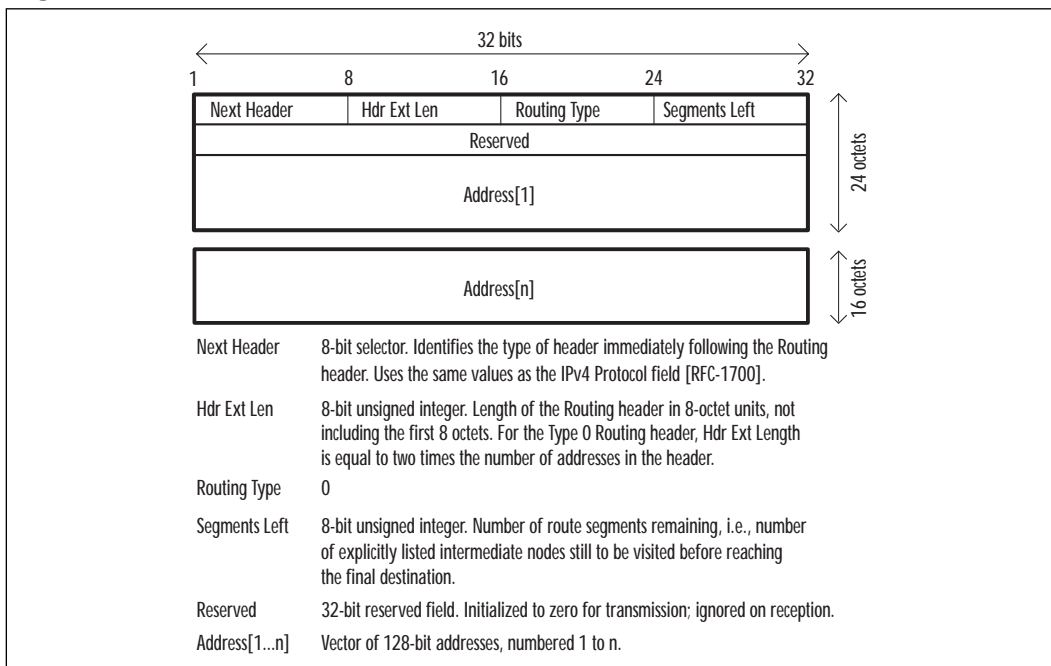 32 bits
1 8 16 24 32
Next Header Hdr Ext Len Routing Type Segments Left
Reserved
Address[1]
24 octets
Address[n]
16 octets
Next Header 8-bit selector. Identifies the type of header immediately following the Routing
header. Uses the same values as the IPv4 Protocol field [RFC-1700].
Hdr Ext Len 8-bit unsigned integer. Length of the Routing header in 8-octet units, not
including the first 8 octets. For the Type 0 Routing header, Hdr Ext Length
is equal to two times the number of addresses in the header.
Routing Type 0
Segments Left 8-bit unsigned integer. Number of route segments remaining, i.e., number
of explicitly listed intermediate nodes still to be visited before reaching
the final destination.
Reserved 32-bit reserved field. Initialized to zero for transmission; ignored on reception.
Address[1...n] Vector of 128-bit addresses, numbered 1 to n.